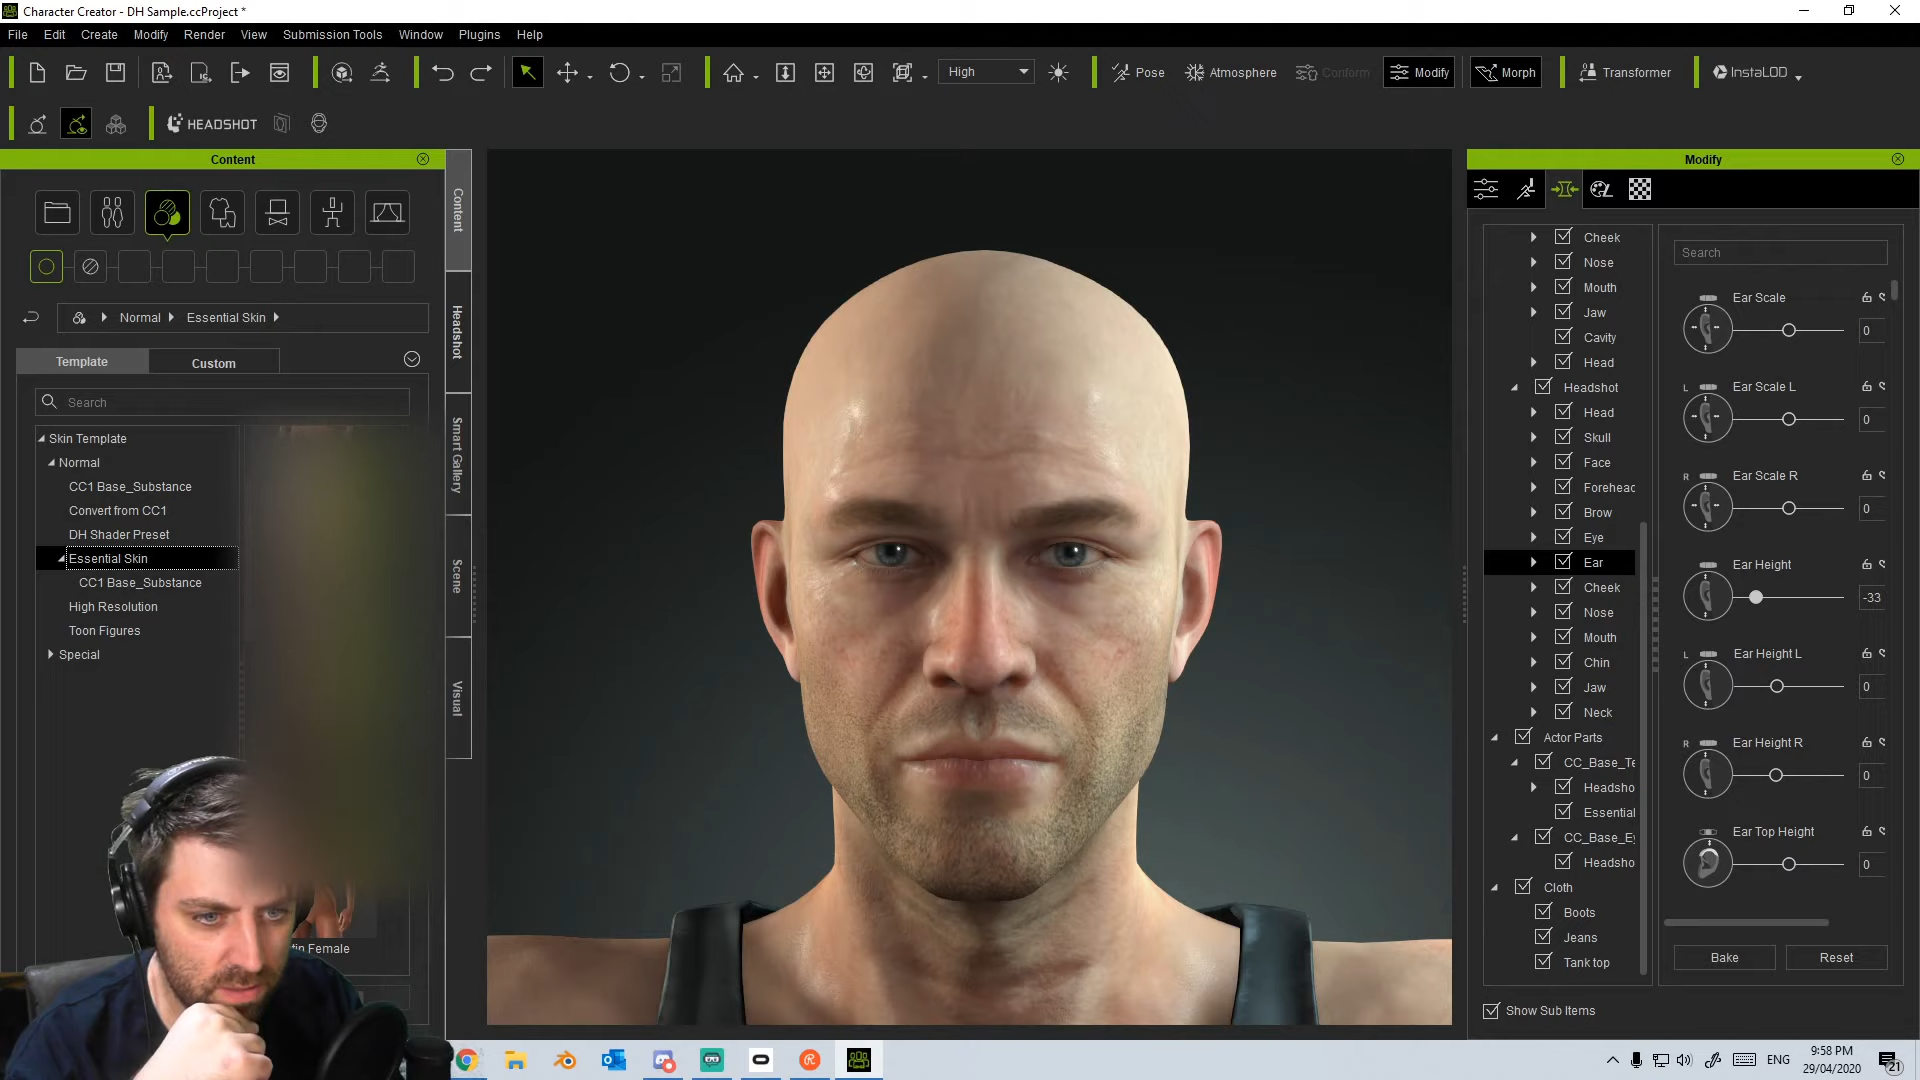 Character Creator - DH Sample.ccProject *
File Edit Create Modify Render View Submission Tools Window Plugins Help
High Pose Atmosphere Conform Modify Morph Transformer InstaLOD
HEADSHOT
Content
Normal Essential Skin
Template Custom
Search
Skin Template
Normal
CC1 Base_Substance
Convert from CC1
DH Shader Preset
Essential Skin
CC1 Base_Substance
High Resolution
Toon Figures
Special
tin Female
Content
Headshot
Smart Gallery
Scene
Visual
Modify
Cheek
Nose
Mouth
Jaw
Cavity
Head
Headshot
Head
Skull
Face
Forehead
Brow
Eye
Ear
Cheek
Nose
Mouth
Chin
Jaw
Neck
Actor Parts
CC_Base_Te
Headsho
Essential
CC_Base_Ey
Headsho
Cloth
Boots
Jeans
Tank top
Show Sub Items
Search
Ear Scale
0
L Ear Scale L
0
R Ear Scale R
0
Ear Height
-33
L Ear Height L
0
R Ear Height R
0
Ear Top Height
0
Bake Reset
ENG
9:58 PM
29/04/2020
21